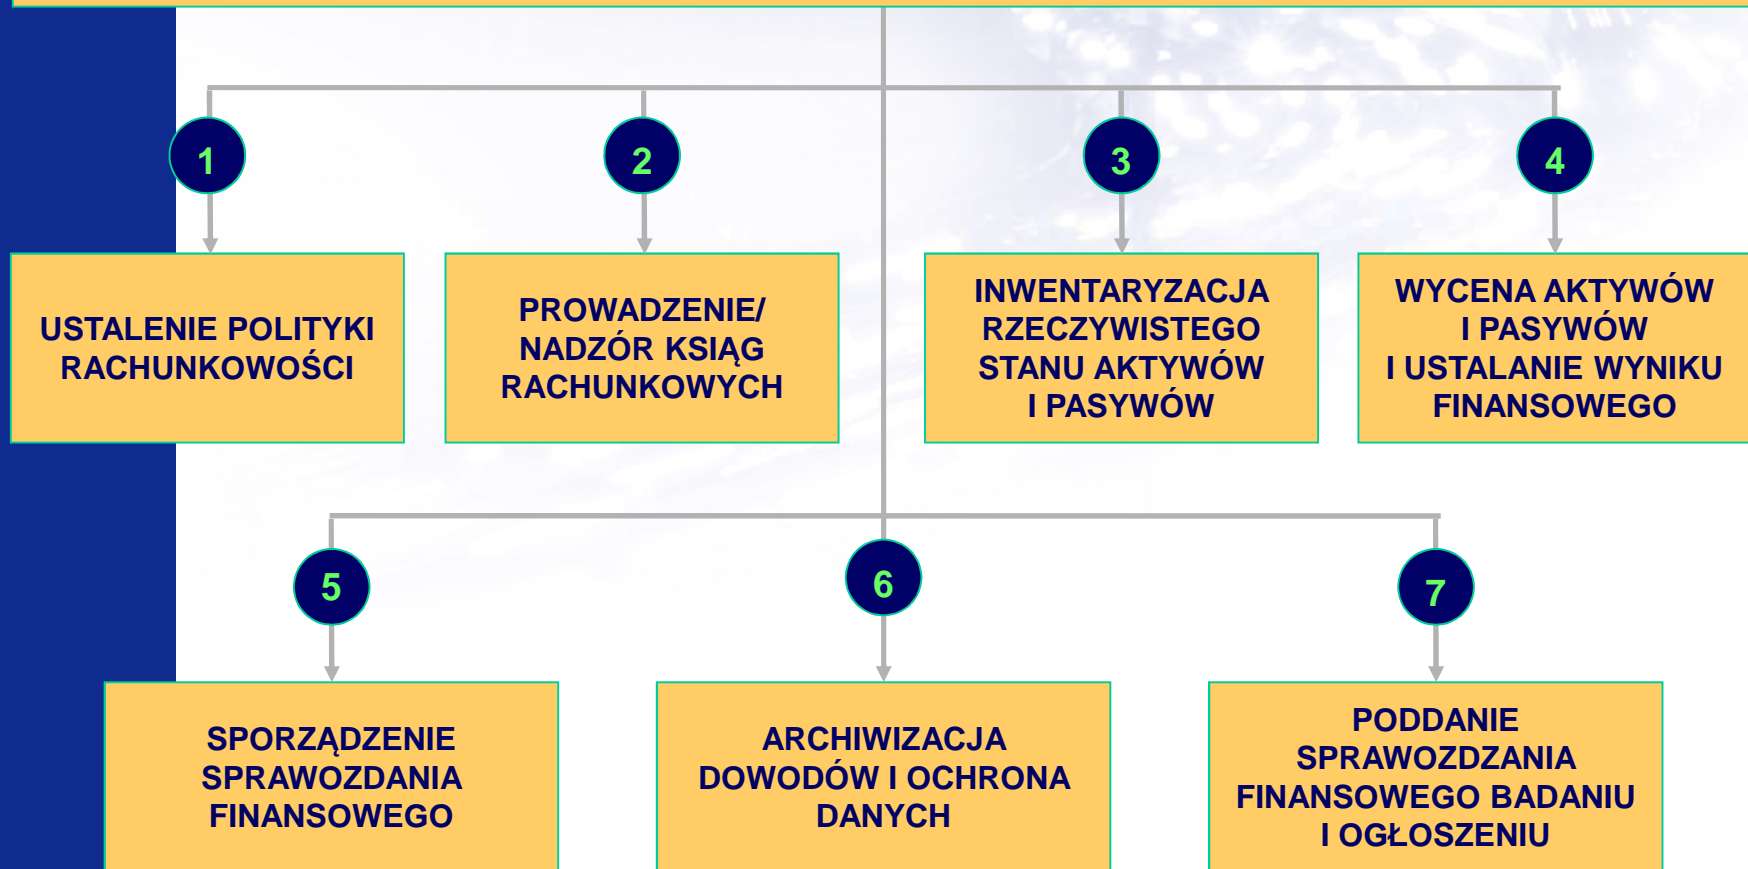 1
2
3
4
USTALENIE POLITYKI
RACHUNKOWOŚCI
PROWADZENIE/
NADZÓR KSIĄG
RACHUNKOWYCH
INWENTARYZACJA
RZECZYWISTEGO
STANU AKTYWÓW
I PASYWÓW
WYCENA AKTYWÓW
I PASYWÓW
I USTALANIE WYNIKU
FINANSOWEGO
5
6
7
SPORZĄDZENIE
SPRAWOZDANIA
FINANSOWEGO
ARCHIWIZACJA
DOWODÓW I OCHRONA
DANYCH
PODDANIE
SPRAWOZDZANIA
FINANSOWEGO BADANIU
I OGŁOSZENIU